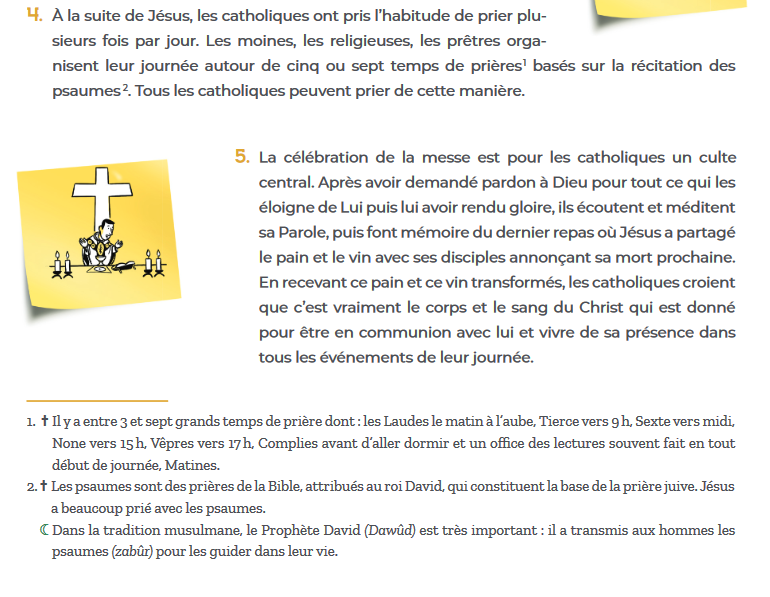 4. À la suite de Jésus, les catholiques ont pris l’habitude de prier plu-
sieurs fois par jour. Les moines, les religieuses, les prêtres orga-
nisent leur journée autour de cinq ou sept temps de prières¹ basés sur la récitation des
psaumes². Tous les catholiques peuvent prier de cette manière.
5. La célébration de la messe est pour les catholiques un culte
central. Après avoir demandé pardon à Dieu pour tout ce qui les
éloigne de Lui puis lui avoir rendu gloire, ils écoutent et méditent
sa Parole, puis font mémoire du dernier repas où Jésus a partagé
le pain et le vin avec ses disciples annonçant sa mort prochaine.
En recevant ce pain et ce vin transformés, les catholiques croient
que c’est vraiment le corps et le sang du Christ qui est donné
pour être en communion avec lui et vivre de sa présence dans
tous les événements de leur journée.
1. ✝ Il y a entre 3 et sept grands temps de prière dont : les Laudes le matin à l’aube, Tierce vers 9 h, Sexte vers midi,
None vers 15 h, Vêpres vers 17 h, Complies avant d’aller dormir et un office des lectures souvent fait en tout
début de journée, Matines.
2. ✝ Les psaumes sont des prières de la Bible, attribués au roi David, qui constituent la base de la prière juive. Jésus
a beaucoup prié avec les psaumes.
☾ Dans la tradition musulmane, le Prophète David (Dawûd) est très important : il a transmis aux hommes les
psaumes (zabûr) pour les guider dans leur vie.